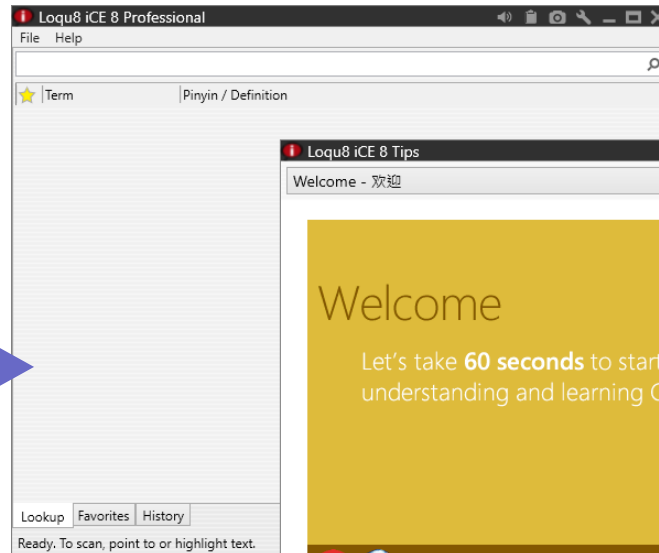 Loqu8 iCE 8 Professional
File Help
Term Pinyin / Definition
Loqu8 iCE 8 Tips
Welcome - 欢迎
Welcome
Let's take 60 seconds to start
understanding and learning C
Lookup Favorites History
Ready. To scan, point to or highlight text.